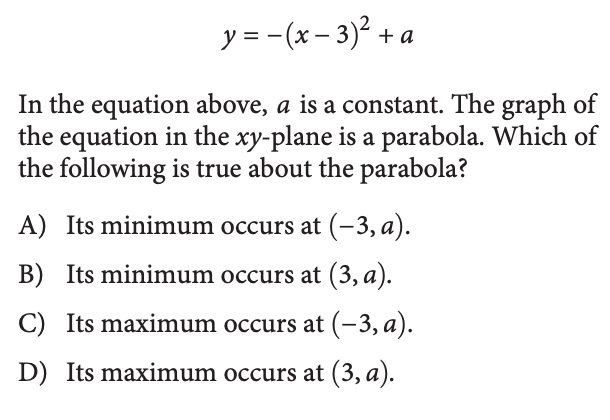 y = −(x − 3)² + a
In the equation above, a is a constant. The graph of
the equation in the xy-plane is a parabola. Which of
the following is true about the parabola?
A) Its minimum occurs at (−3, a).
B) Its minimum occurs at (3, a).
C) Its maximum occurs at (−3, a).
D) Its maximum occurs at (3, a).